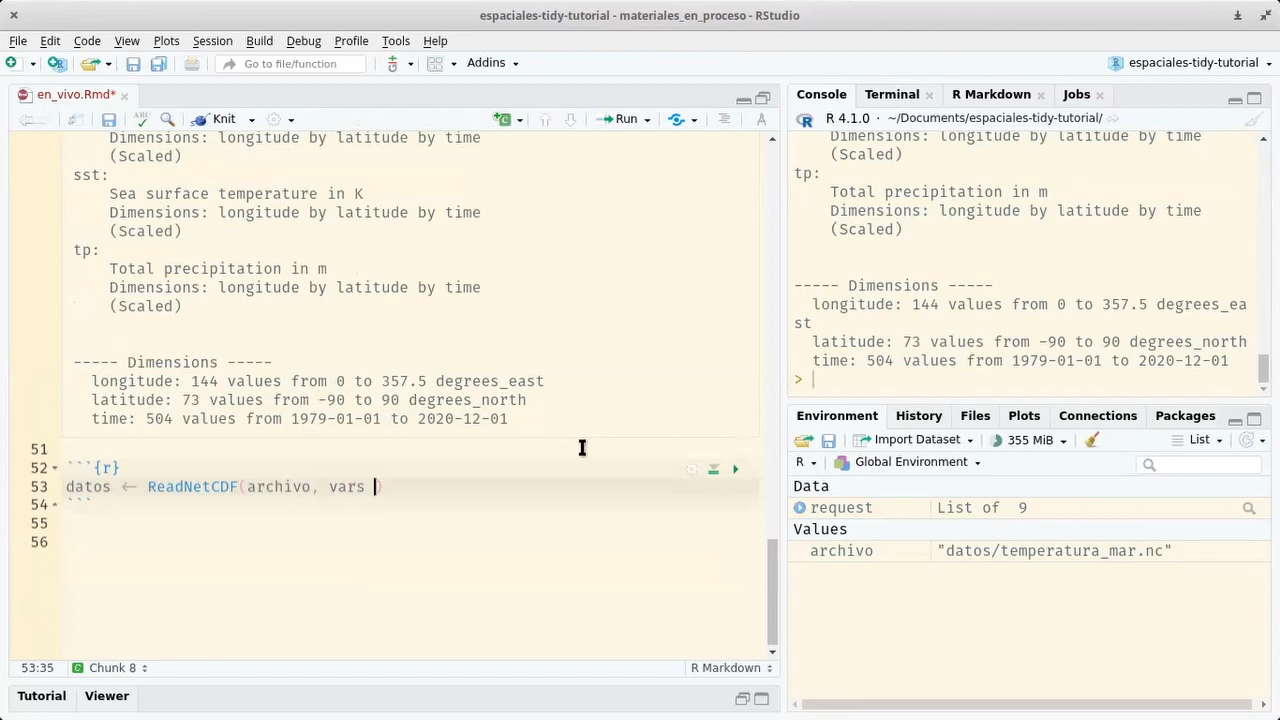 espaciales-tidy-tutorial - materiales_en_proceso - RStudio
File Edit Code View Plots Session Build Debug Profile Tools Help
Go to file/function
Addins
espaciales-tidy-tutorial
en_vivo.Rmd*
Knit
Run
Dimensions: longitude by latitude by time
(Scaled)
sst:
Sea surface temperature in K
Dimensions: longitude by latitude by time
(Scaled)
tp:
Total precipitation in m
Dimensions: longitude by latitude by time
(Scaled)
----- Dimensions -----
longitude: 144 values from 0 to 357.5 degrees_east
latitude: 73 values from -90 to 90 degrees_north
time: 504 values from 1979-01-01 to 2020-12-01
51
52 ```{r}
53 datos <- ReadNetCDF(archivo, vars )
54 ```
55
56
53:35 Chunk 8 R Markdown
Tutorial Viewer
Console Terminal R Markdown Jobs
R 4.1.0 · ~/Documents/espaciales-tidy-tutorial/
Dimensions: longitude by latitude by time
(Scaled)
tp:
Total precipitation in m
Dimensions: longitude by latitude by time
(Scaled)
----- Dimensions -----
longitude: 144 values from 0 to 357.5 degrees_ea
st
latitude: 73 values from -90 to 90 degrees_north
time: 504 values from 1979-01-01 to 2020-12-01
>
Environment History Files Plots Connections Packages
Import Dataset 355 MiB List
R Global Environment
Data
request List of 9
Values
archivo "datos/temperatura_mar.nc"